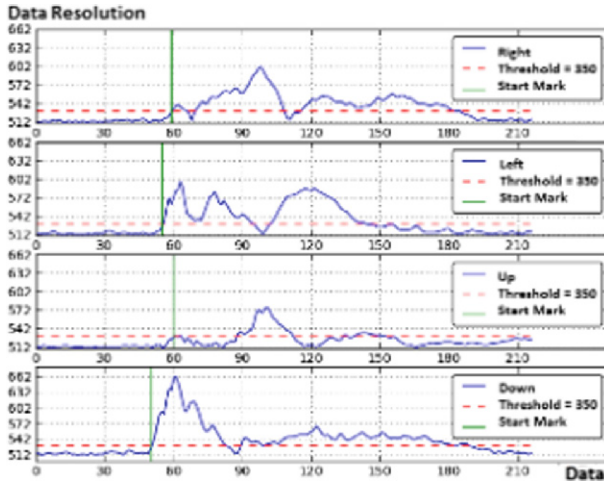 Data Resolution
662
632
602
572
542
512
0 30 60 90 120 150 180 210
Right
Threshold = 350
Start Mark
662
632
602
572
542
512
0 30 60 90 120 150 180 210
Left
Threshold = 350
Start Mark
662
632
602
572
542
512
0 30 60 90 120 150 180 210
Up
Threshold = 350
Start Mark
662
632
602
572
542
512
0 30 60 90 120 150 180 210
Down
Threshold = 350
Start Mark
Data